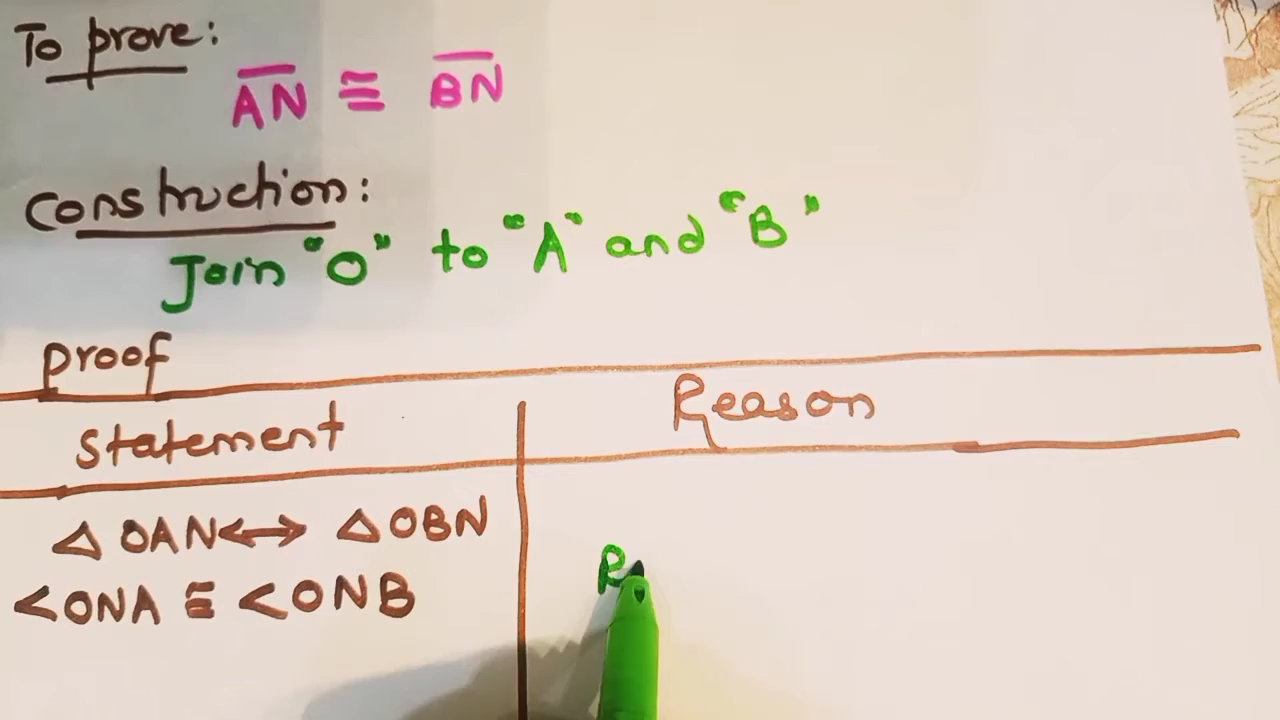 To prove:
AN ≅ BN
Construction:
Join "O" to "A" and "B"
proof
Statement
Reason
△ OAN ↔ △ OBN
R
<ONA ≅ <ONB